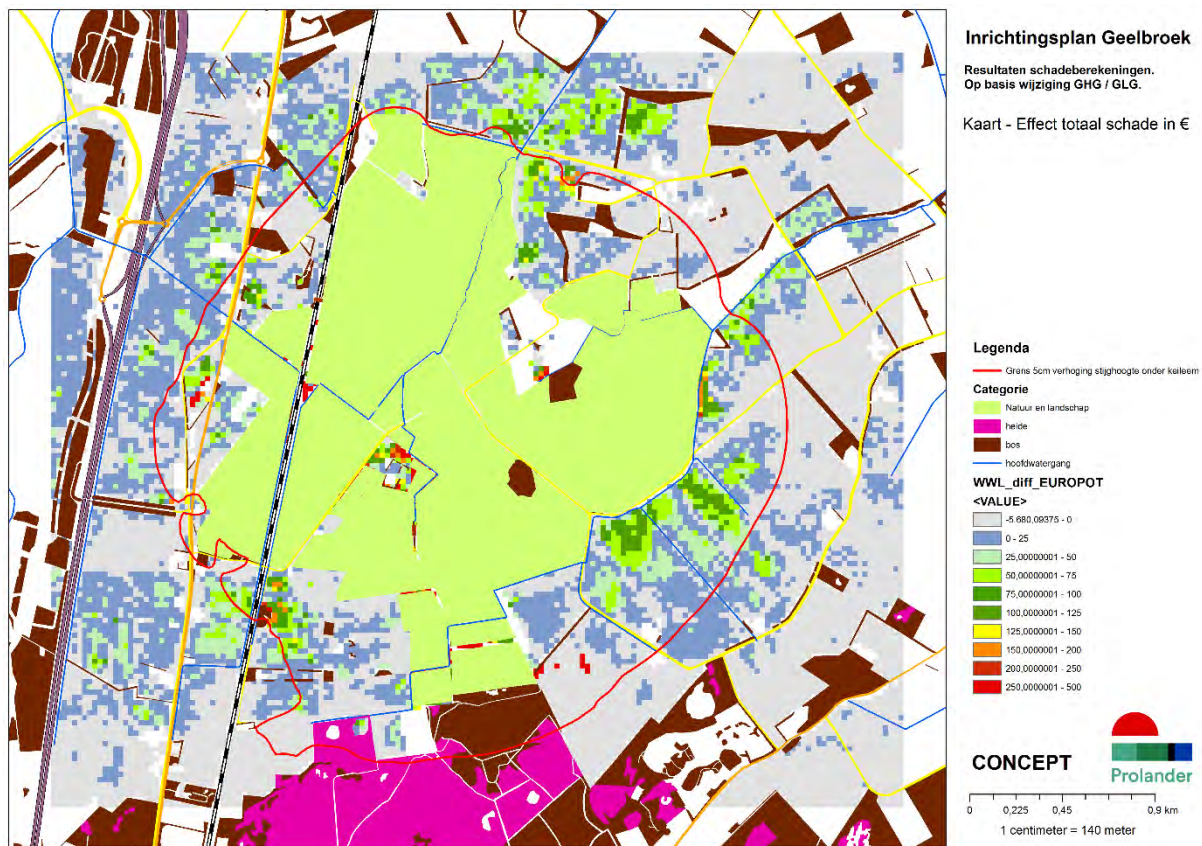 Inrichtingsplan Geelbroek
Resultaten schadeberekeningen.
Op basis wijziging GHG / GLG.
Kaart - Effect totaal schade in €
Legenda
Grens 5cm verhoging stijghoogte onder keileem
Categorie
Natuur en landschap
heide
bos
hoofdwatergang
WWL_diff_EUROPOT
<VALUE>
-5.680,09375 - 0
0 - 25
25,00000001 - 50
50,00000001 - 75
75,00000001 - 100
100,0000001 - 125
125,0000001 - 150
150,0000001 - 200
200,0000001 - 250
250,0000001 - 500
CONCEPT
Prolander
0 0,225 0,45 0,9 km
1 centimeter = 140 meter